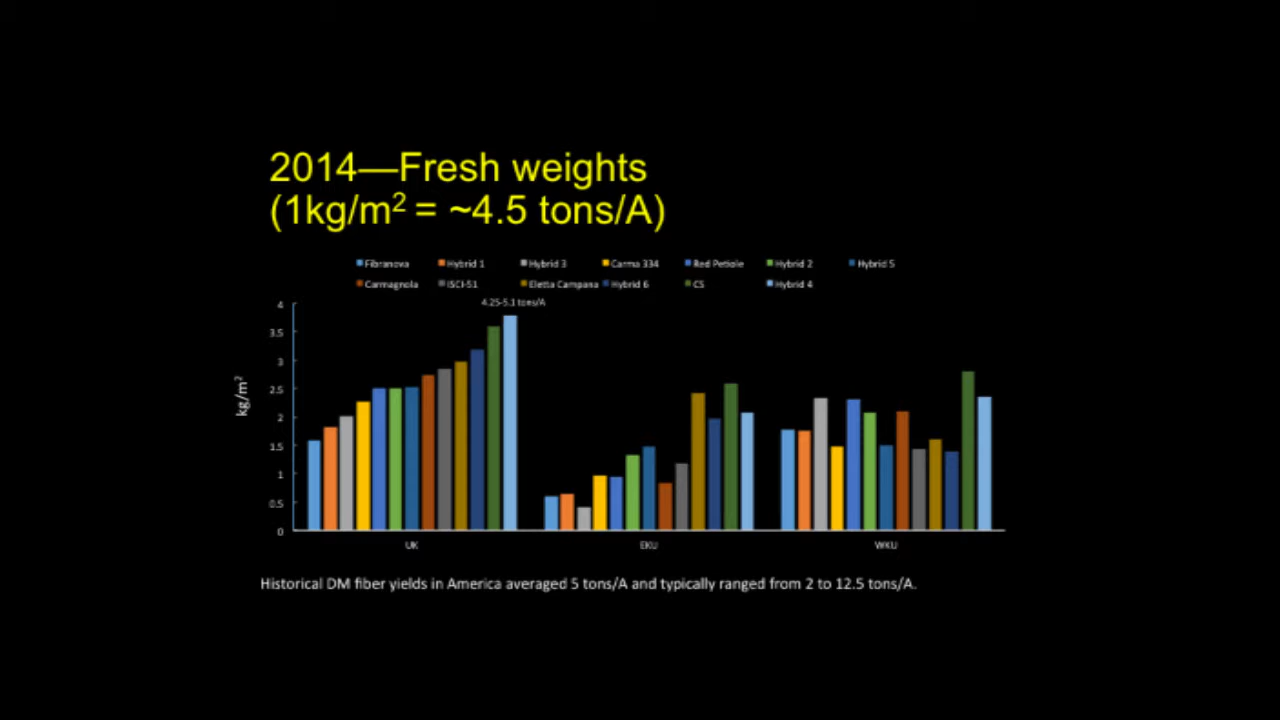 2014—Fresh weights
(1kg/m² = ~4.5 tons/A)
Fibranova Hybrid 1 Hybrid 3 Carma 334 Red Petiole Hybrid 2 Hybrid 5
Carmagnola ISCI-51 Eletta Campana Hybrid 6 CS Hybrid 4
4.25-5.1 tons/A
4
3.5
3
2.5
2
1.5
1
0.5
0
kg/m²
UK EKU WKU
Historical DM fiber yields in America averaged 5 tons/A and typically ranged from 2 to 12.5 tons/A.